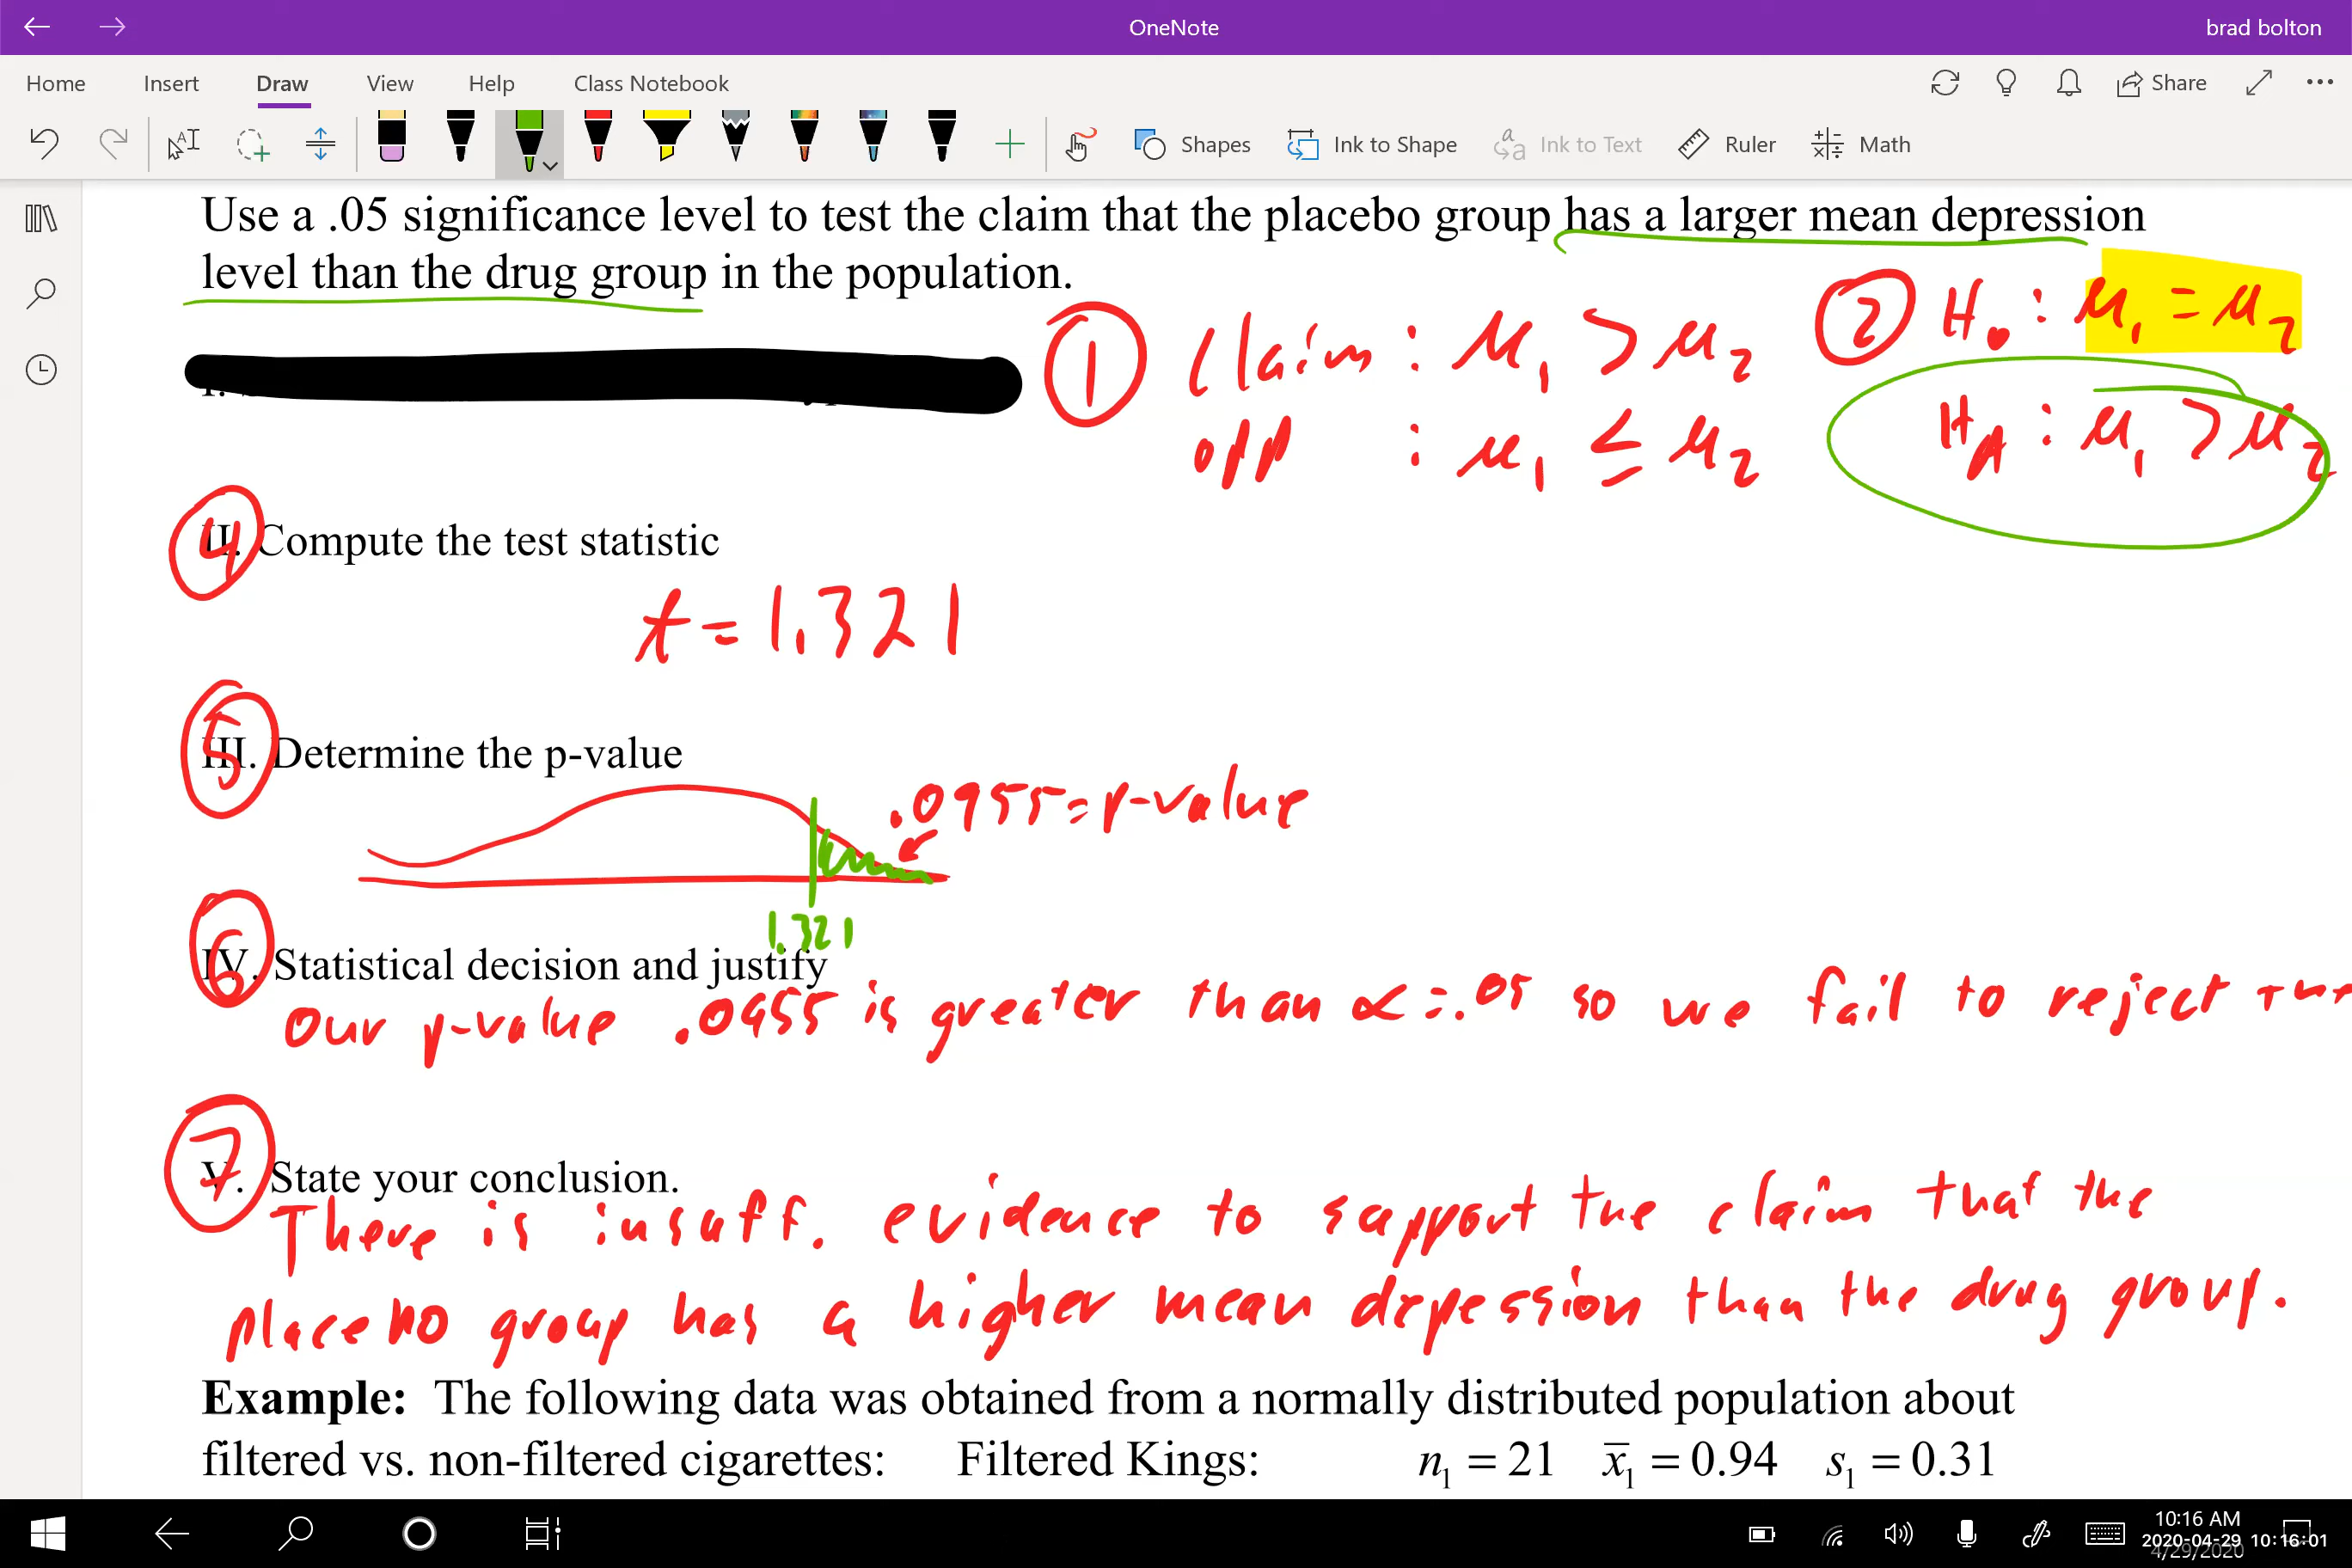 OneNote
brad bolton
Home Insert Draw View Help Class Notebook
Share
Shapes Ink to Shape Ink to Text Ruler Math
Use a .05 significance level to test the claim that the placebo group has a larger mean depression
level than the drug group in the population.
① Claim : μ₁ > μ₂
opp : μ₁ ≤ μ₂
② H₀ : μ₁ = μ₂
H_A : μ₁ > μ₂
I.
④ II. Compute the test statistic
t = 1.321
⑤ III. Determine the p-value
.0955 = p-value
1.321
⑥ IV. Statistical decision and justify
Our p-value .0955 is greater than α = .05 so we fail to reject the
⑦ V. State your conclusion.
There is insuff. evidence to support the claim that the
placebo group has a higher mean depession than the drug group.
Example: The following data was obtained from a normally distributed population about
filtered vs. non-filtered cigarettes: Filtered Kings: n₁ = 21 x̄₁ = 0.94 s₁ = 0.31
10:16 AM
2020-04-29 10:16:01
4/29/2020